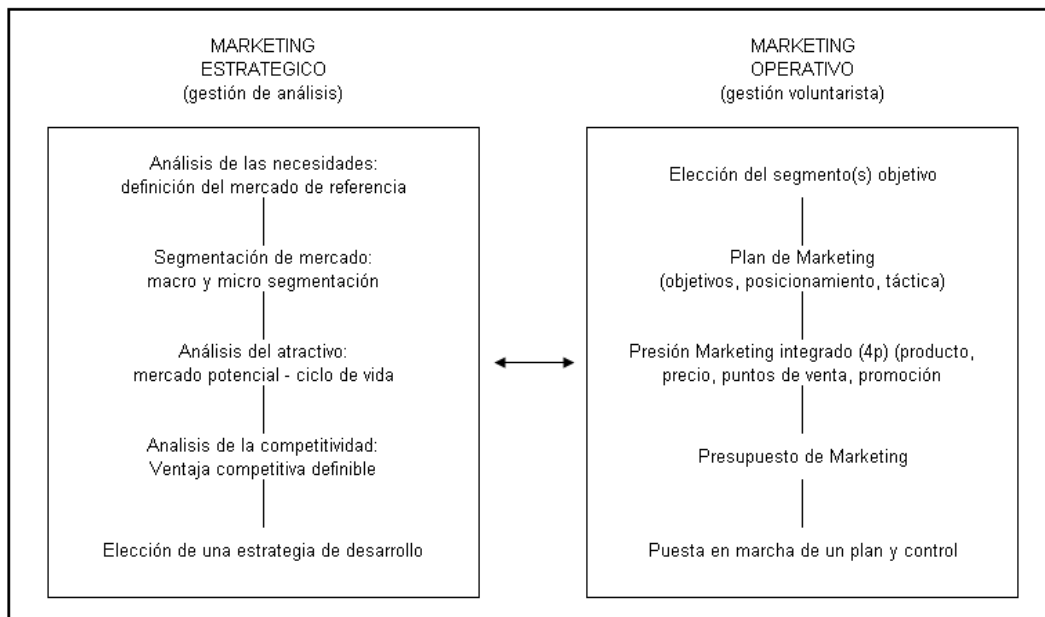 MARKETING
ESTRATEGICO
(gestión de análisis)
Análisis de las necesidades:
definición del mercado de referencia
Segmentación de mercado:
macro y micro segmentación
Análisis del atractivo:
mercado potencial - ciclo de vida
Analisis de la competitividad:
Ventaja competitiva definible
Elección de una estrategia de desarrollo
MARKETING
OPERATIVO
(gestión voluntarista)
Elección del segmento(s) objetivo
Plan de Marketing
(objetivos, posicionamiento, táctica)
Presión Marketing integrado (4p) (producto,
precio, puntos de venta, promoción
Presupuesto de Marketing
Puesta en marcha de un plan y control